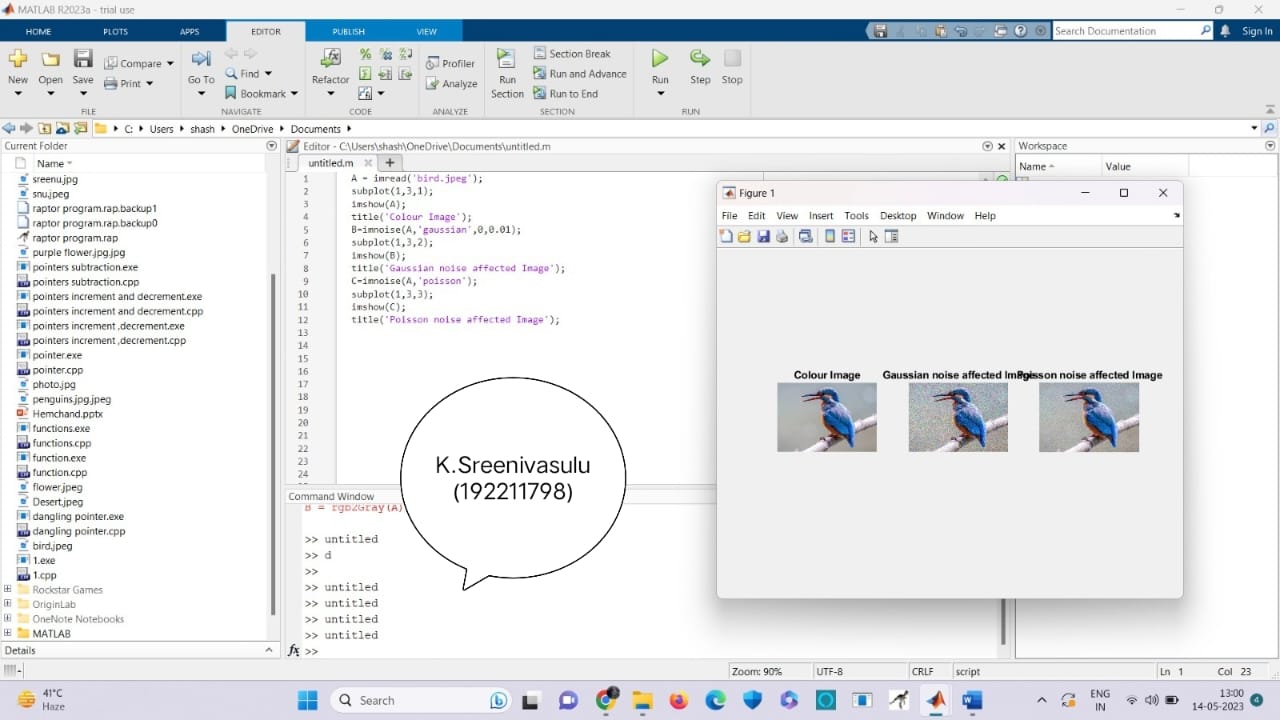 MATLAB R2023a - trial use
HOME PLOTS APPS EDITOR PUBLISH VIEW
Search Documentation
Sign In
New Open Save
Compare
Print
FILE
Go To
Find
Bookmark
NAVIGATE
Refactor
CODE
Profiler
Analyze
ANALYZE
Run Section
Section Break
Run and Advance
Run to End
SECTION
Run Step Stop
RUN
C: Users shash OneDrive Documents
Current Folder
Name
sreenu.jpg
snu.jpeg
raptor program.rap.backup1
raptor program.rap.backup0
raptor program.rap
purple flower.jpg.jpg
pointers subtraction.exe
pointers subtraction.cpp
pointers increment and decrement.exe
pointers increment and decrement.cpp
pointers increment ,decrement.exe
pointers increment ,decrement.cpp
pointer.exe
pointer.cpp
photo.jpg
penguins.jpg.jpeg
Hemchand.pptx
functions.exe
functions.cpp
function.exe
function.cpp
flower.jpeg
Desert.jpeg
dangling pointer.exe
dangling pointer.cpp
bird.jpeg
1.exe
1.cpp
Rockstar Games
OriginLab
OneNote Notebooks
MATLAB
Details
Editor - C:\Users\shash\OneDrive\Documents\untitled.m
untitled.m
1 A = imread('bird.jpeg');
2 subplot(1,3,1);
3 imshow(A);
4 title('Colour Image');
5 B=imnoise(A,'gaussian',0,0.01);
6 subplot(1,3,2);
7 imshow(B);
8 title('Gaussian noise affected Image');
9 C=imnoise(A,'poisson');
10 subplot(1,3,3);
11 imshow(C);
12 title('Poisson noise affected Image');
13
14
15
16
17
18
19
20
21
22
23
24
K.Sreenivasulu
(192211798)
Command Window
B = rgb2Gray(A)
>> untitled
>> d
>>
>> untitled
>> untitled
>> untitled
>> untitled
fx >>
Workspace
Name Value
Figure 1
File Edit View Insert Tools Desktop Window Help
Colour Image
Gaussian noise affected Image
Poisson noise affected Image
Zoom: 90% UTF-8 CRLF script Ln 1 Col 23
41°C
Haze
Search
ENG
IN
13:00
14-05-2023
4